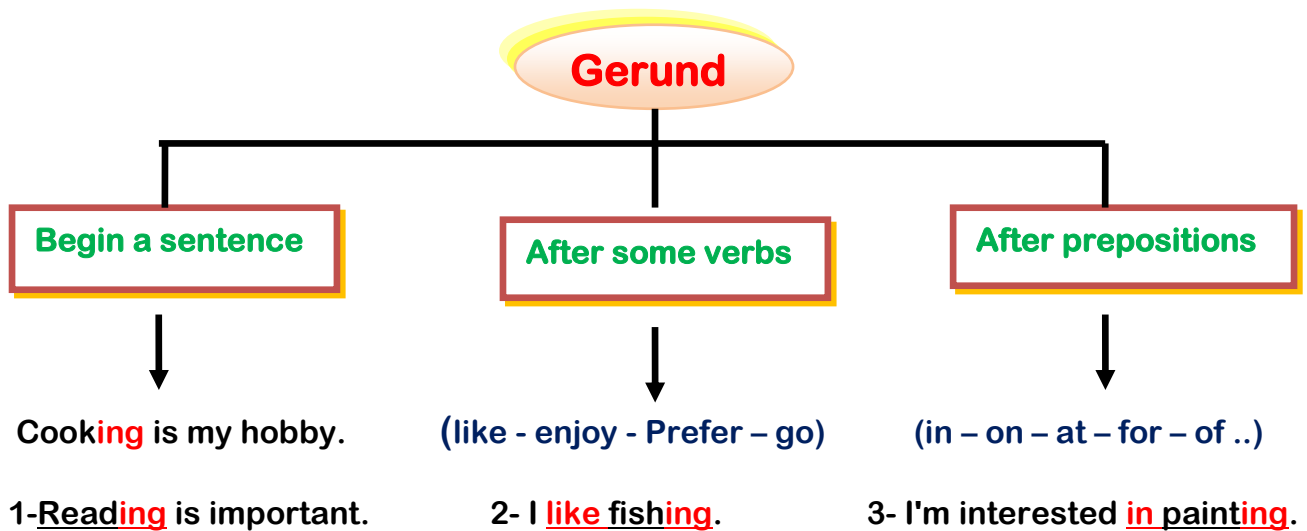 Gerund
Begin a sentence
After some verbs
After prepositions
Cooking is my hobby.
(like - enjoy - Prefer – go)
(in – on – at – for – of ..)
1-Reading is important.
2- I like fishing.
3- I'm interested in painting.